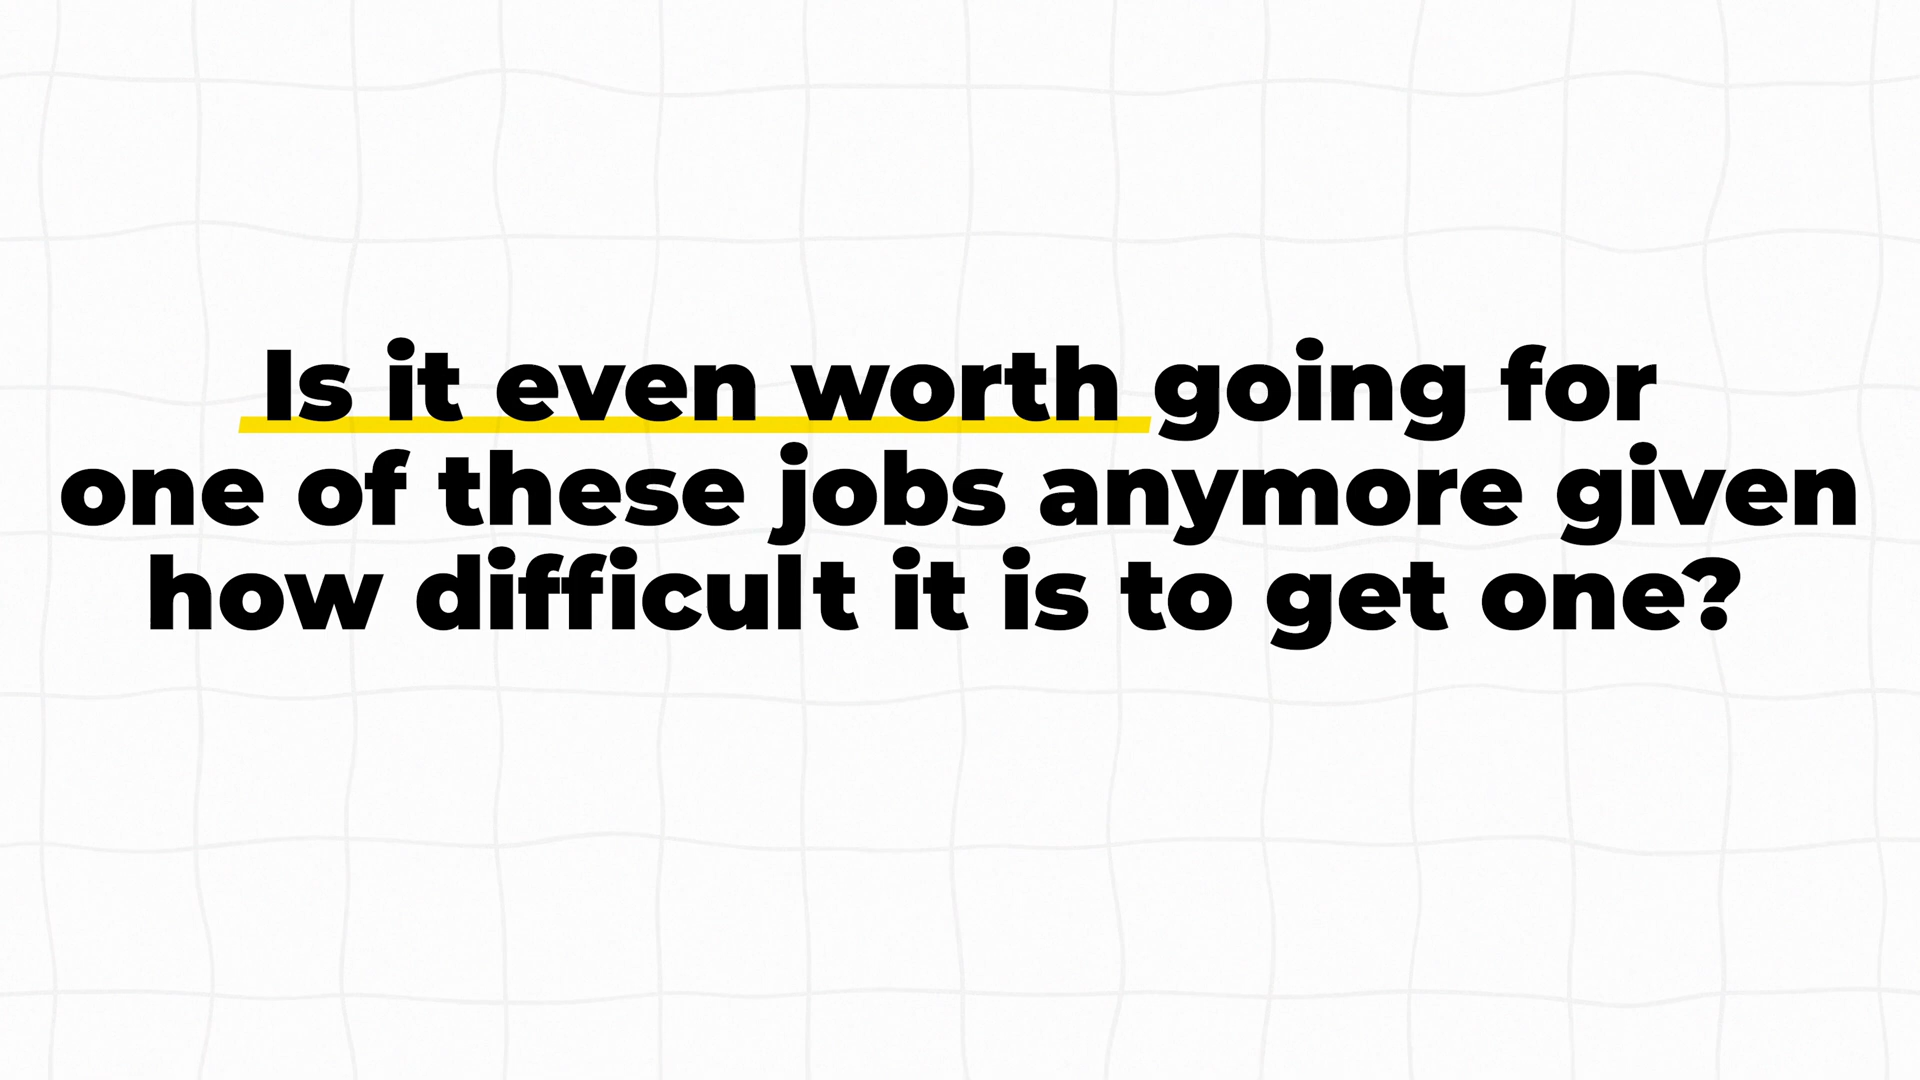 Is it even worth going for
one of these jobs anymore given
how difficult it is to get one?